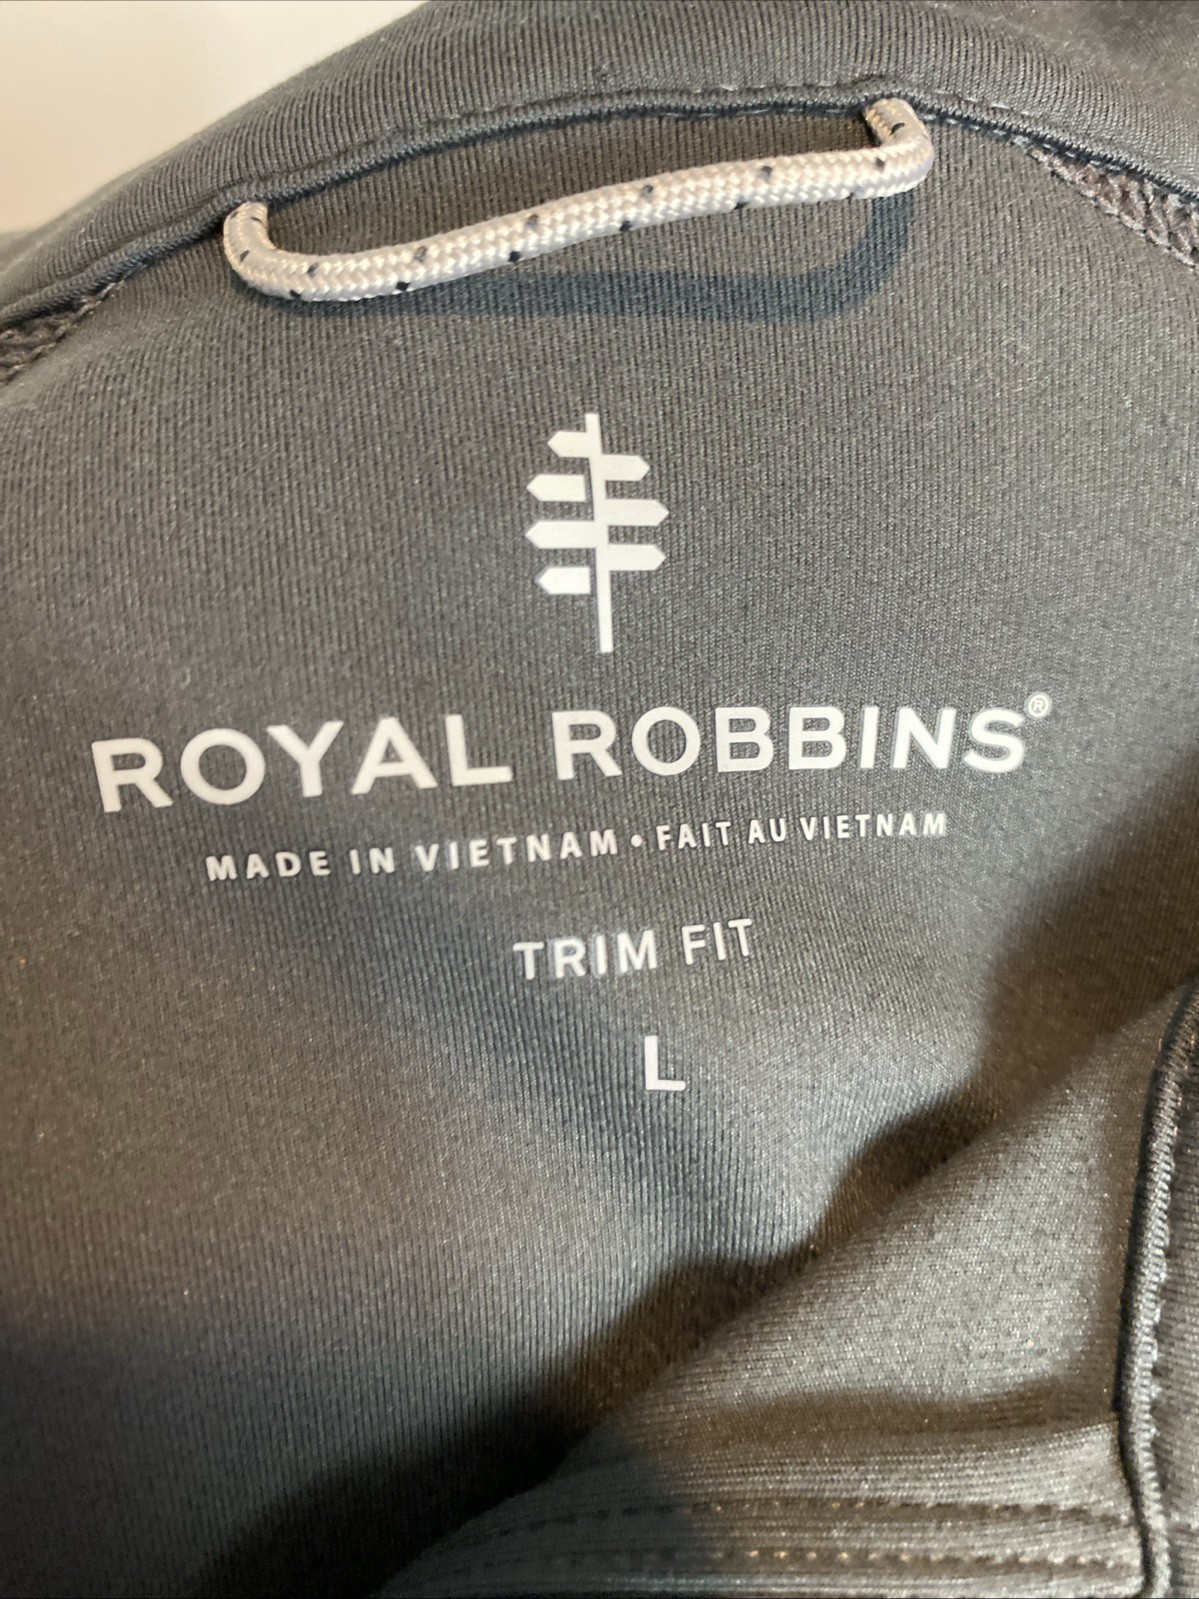 ROYAL ROBBINS®
MADE IN VIETNAM • FAIT AU VIETNAM
TRIM FIT
L